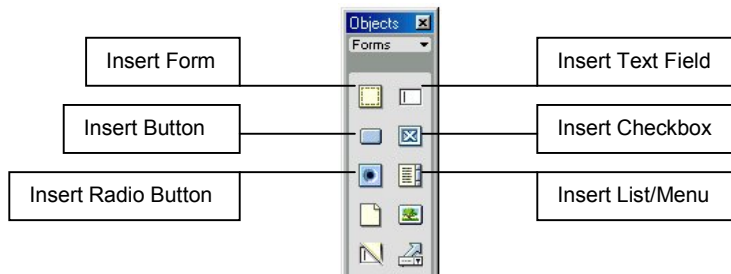 Objects
Forms
Insert Form
Insert Text Field
Insert Button
Insert Checkbox
Insert Radio Button
Insert List/Menu